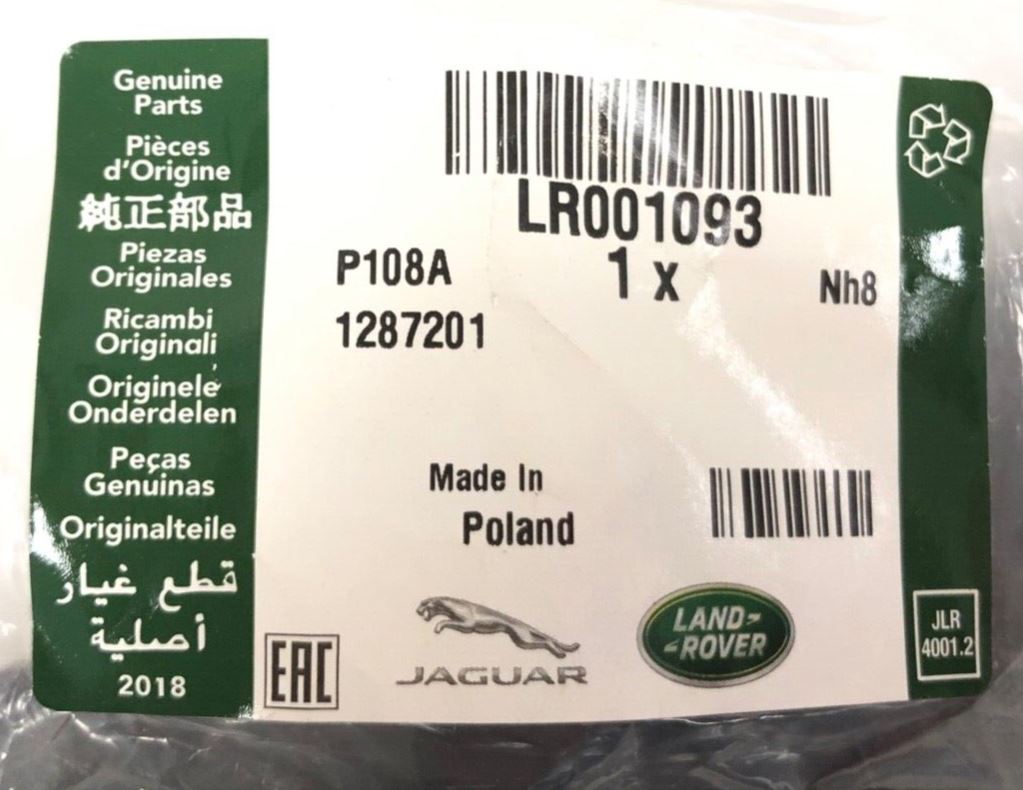 Genuine
Parts
Pièces
d'Origine
純正部品
Piezas
Originales
Ricambi
Originali
Originele
Onderdelen
Peças
Genuinas
Originalteile
قطع غيار
أصلية
2018
LR001093
P108A
1 x
Nh8
1287201
Made In
Poland
EAC
JAGUAR
LAND-
-ROVER
JLR
4001.2